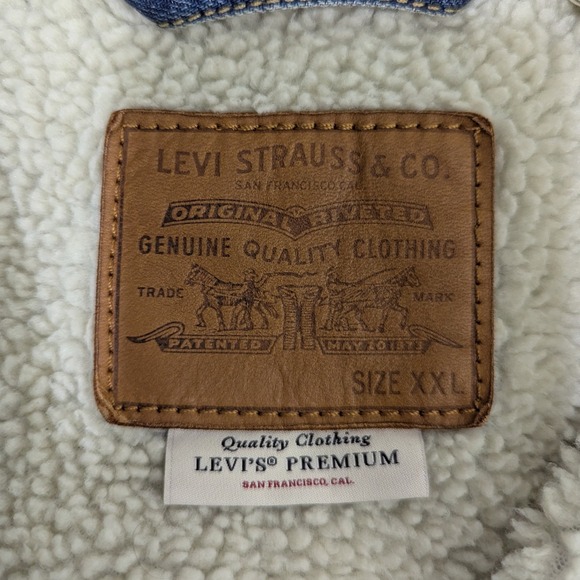 LEVI STRAUSS & CO.
SAN FRANCISCO, CAL.
ORIGINAL RIVETED
GENUINE QUALITY CLOTHING
TRADE MARK
PATENTED MAY 20 1873
SIZE XXL
Quality Clothing
LEVI'S® PREMIUM
SAN FRANCISCO, CAL.